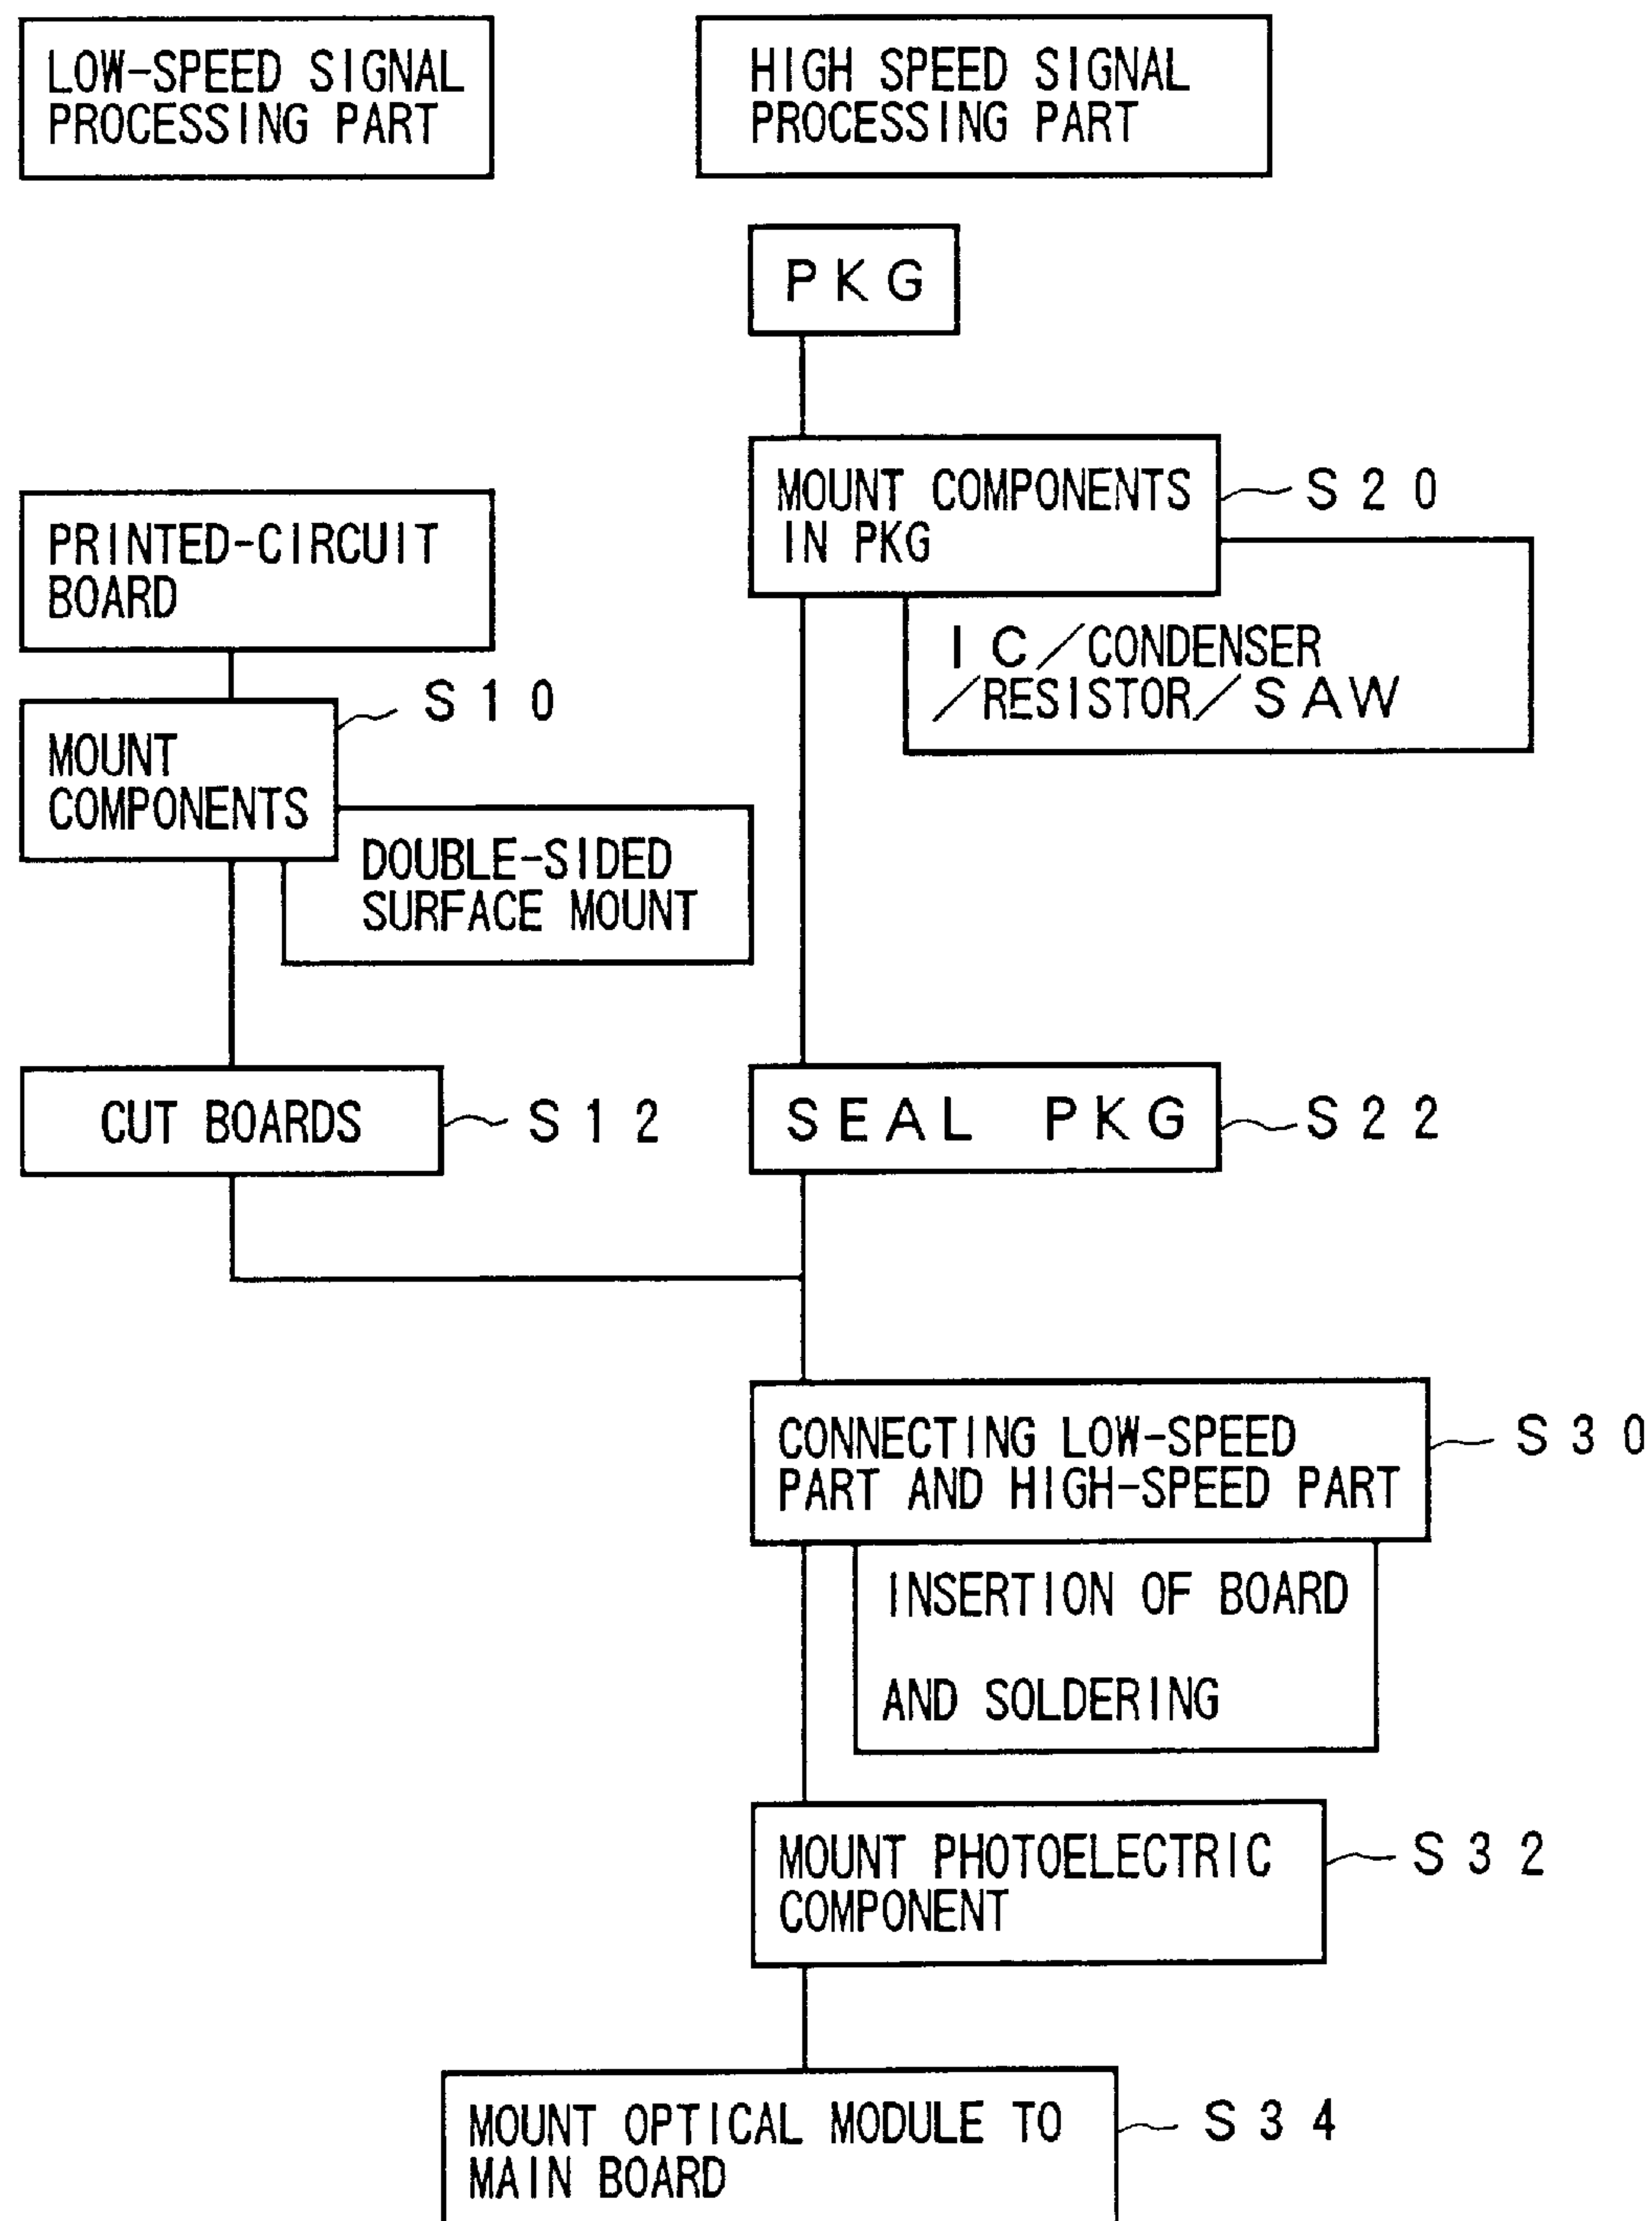 LOW-SPEED SIGNAL
PROCESSING PART
HIGH SPEED SIGNAL
PROCESSING PART
PKG
MOUNT COMPONENTS
IN PKG
S20
IC/CONDENSER
/RESISTOR/SAW
PRINTED-CIRCUIT
BOARD
S10
MOUNT
COMPONENTS
DOUBLE-SIDED
SURFACE MOUNT
CUT BOARDS
S12
SEAL PKG
S22
CONNECTING LOW-SPEED
PART AND HIGH-SPEED PART
S30
INSERTION OF BOARD
AND SOLDERING
MOUNT PHOTOELECTRIC
COMPONENT
S32
MOUNT OPTICAL MODULE TO
MAIN BOARD
S34